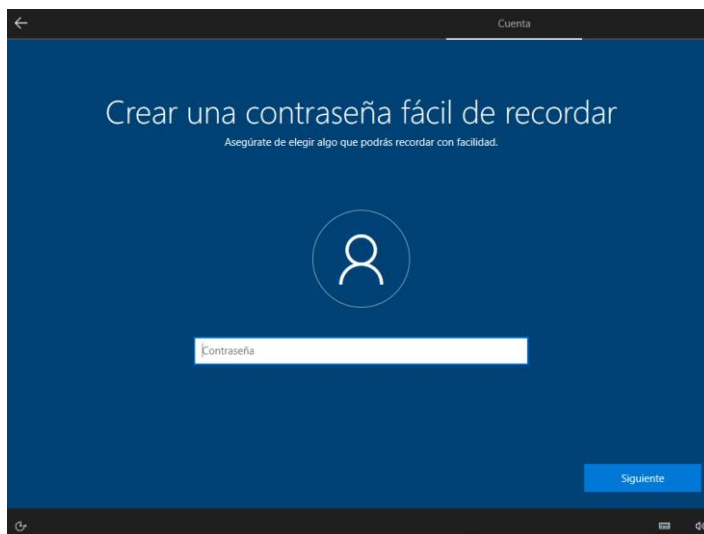 Cuenta
Crear una contraseña fácil de recordar
Asegúrate de elegir algo que podrás recordar con facilidad.
Contraseña
Siguiente